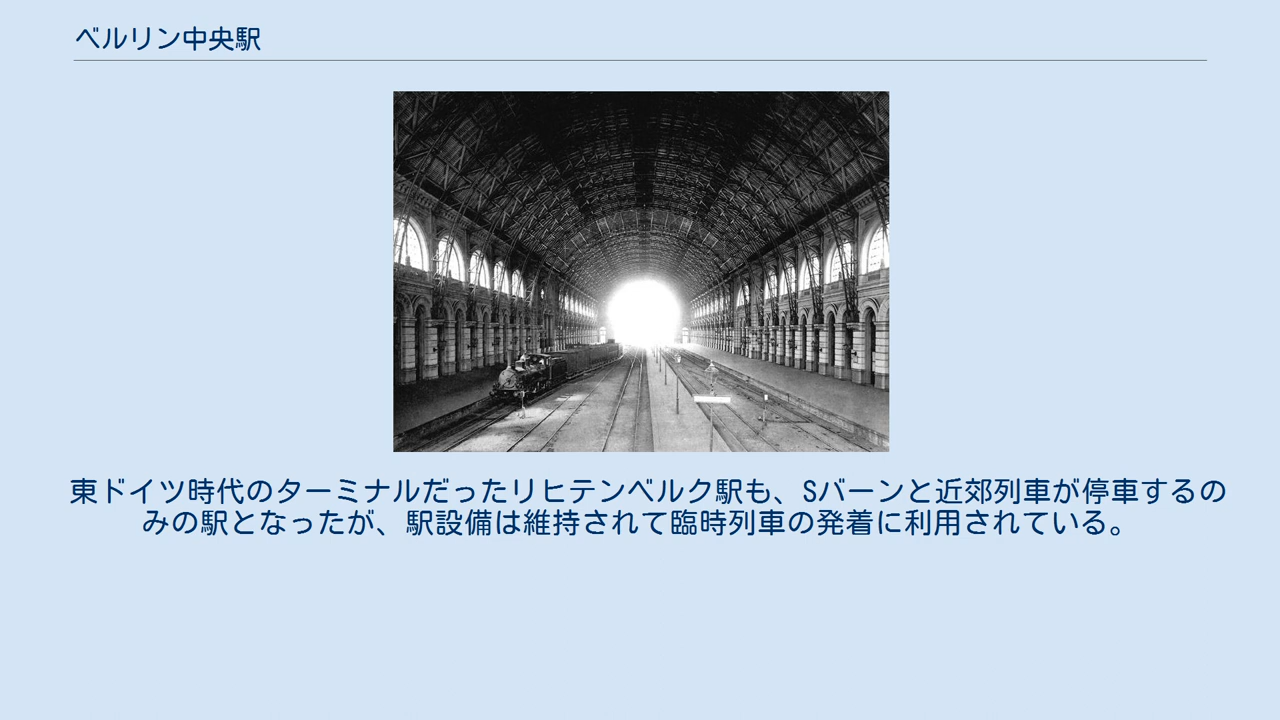 ベルリン中央駅
東ドイツ時代のターミナルだったリヒテンベルク駅も、Sバーンと近郊列車が停車するの
みの駅となったが、駅設備は維持されて臨時列車の発着に利用されている。